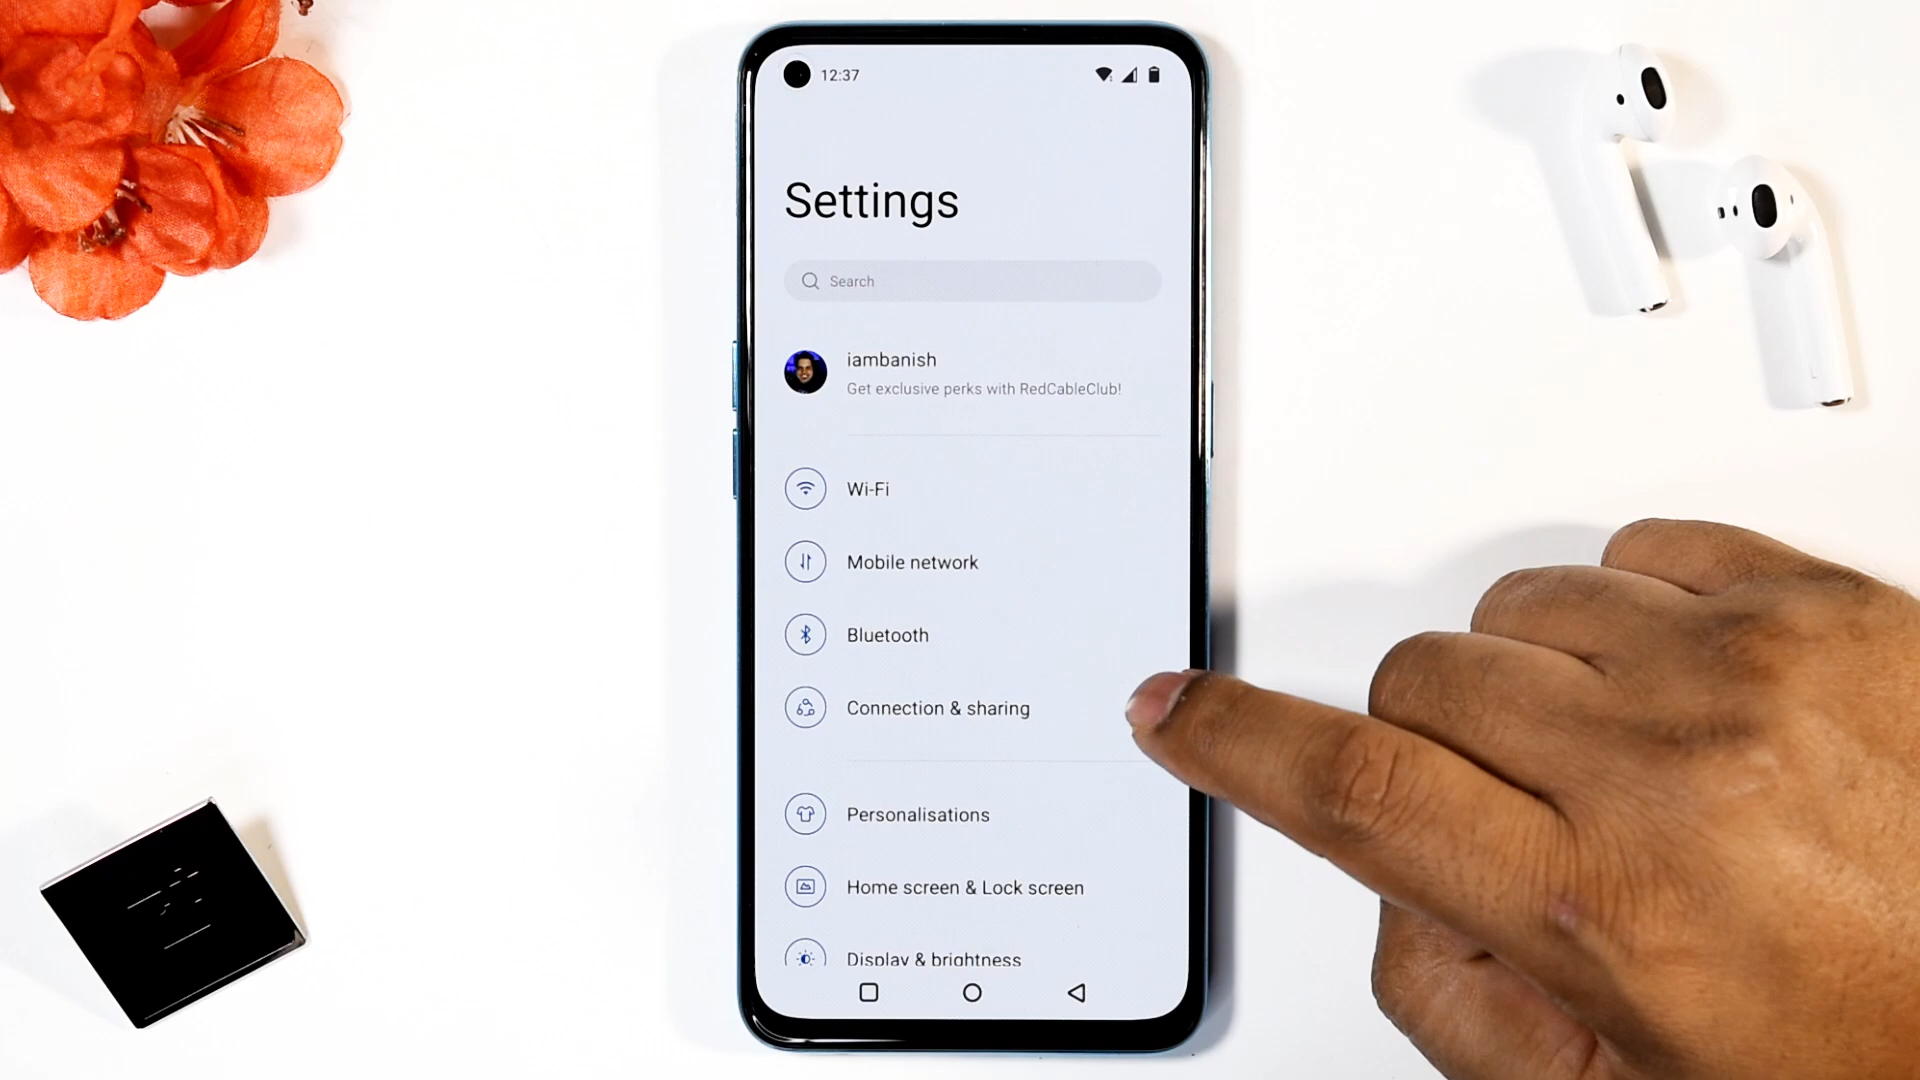 12:37
Settings
Search
iambanish
Get exclusive perks with RedCableClub!
Wi-Fi
Mobile network
Bluetooth
Connection & sharing
Personalisations
Home screen & Lock screen
Display & brightness